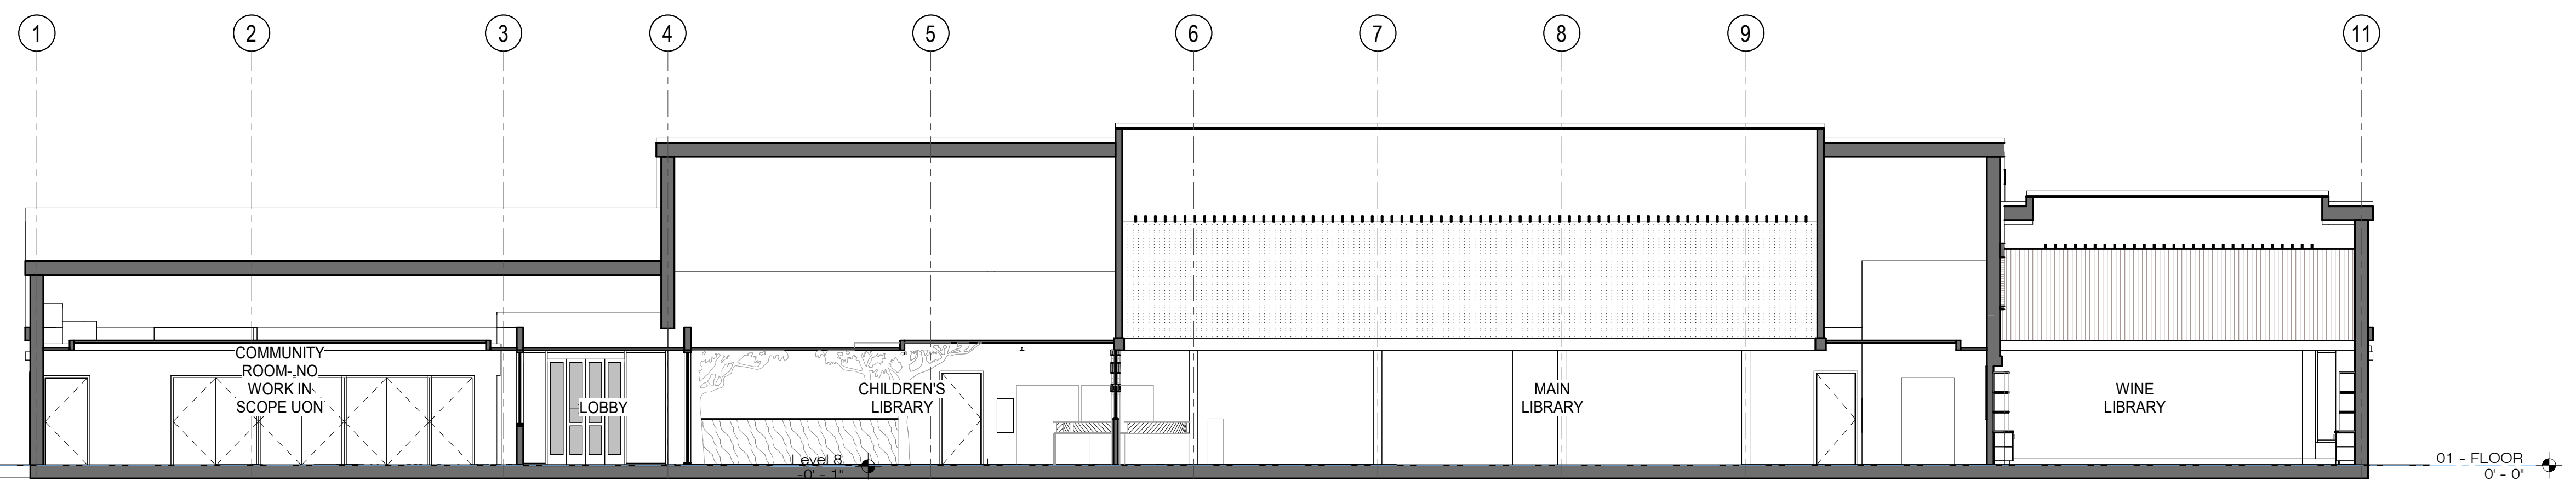 1
2
3
4
5
6
7
8
9
11
COMMUNITY
ROOM- NO
WORK IN
SCOPE UON
LOBBY
CHILDREN'S
LIBRARY
MAIN
LIBRARY
WINE
LIBRARY
Level 8
-0' - 1"
01 - FLOOR
0' - 0"